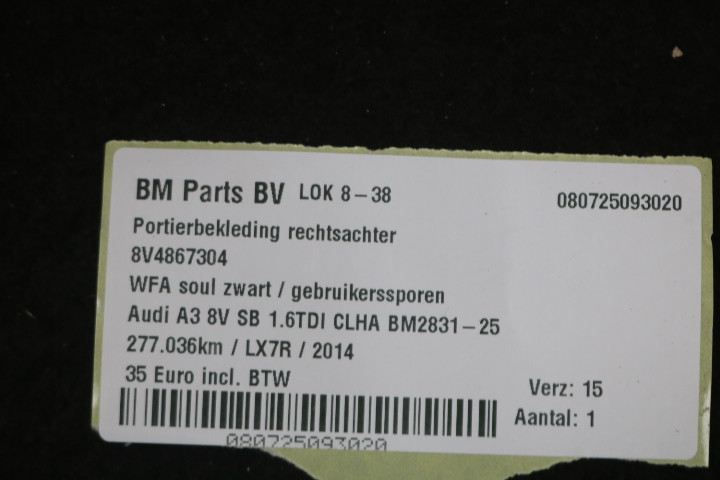 BM Parts BV LOK 8-38 080725093020
Portierbekleding rechtsachter
8V4867304
WFA soul zwart / gebruikerssporen
Audi A3 8V SB 1.6TDI CLHA BM2831-25
277.036km / LX7R / 2014
35 Euro incl. BTW
Verz: 15
Aantal: 1
080725093020